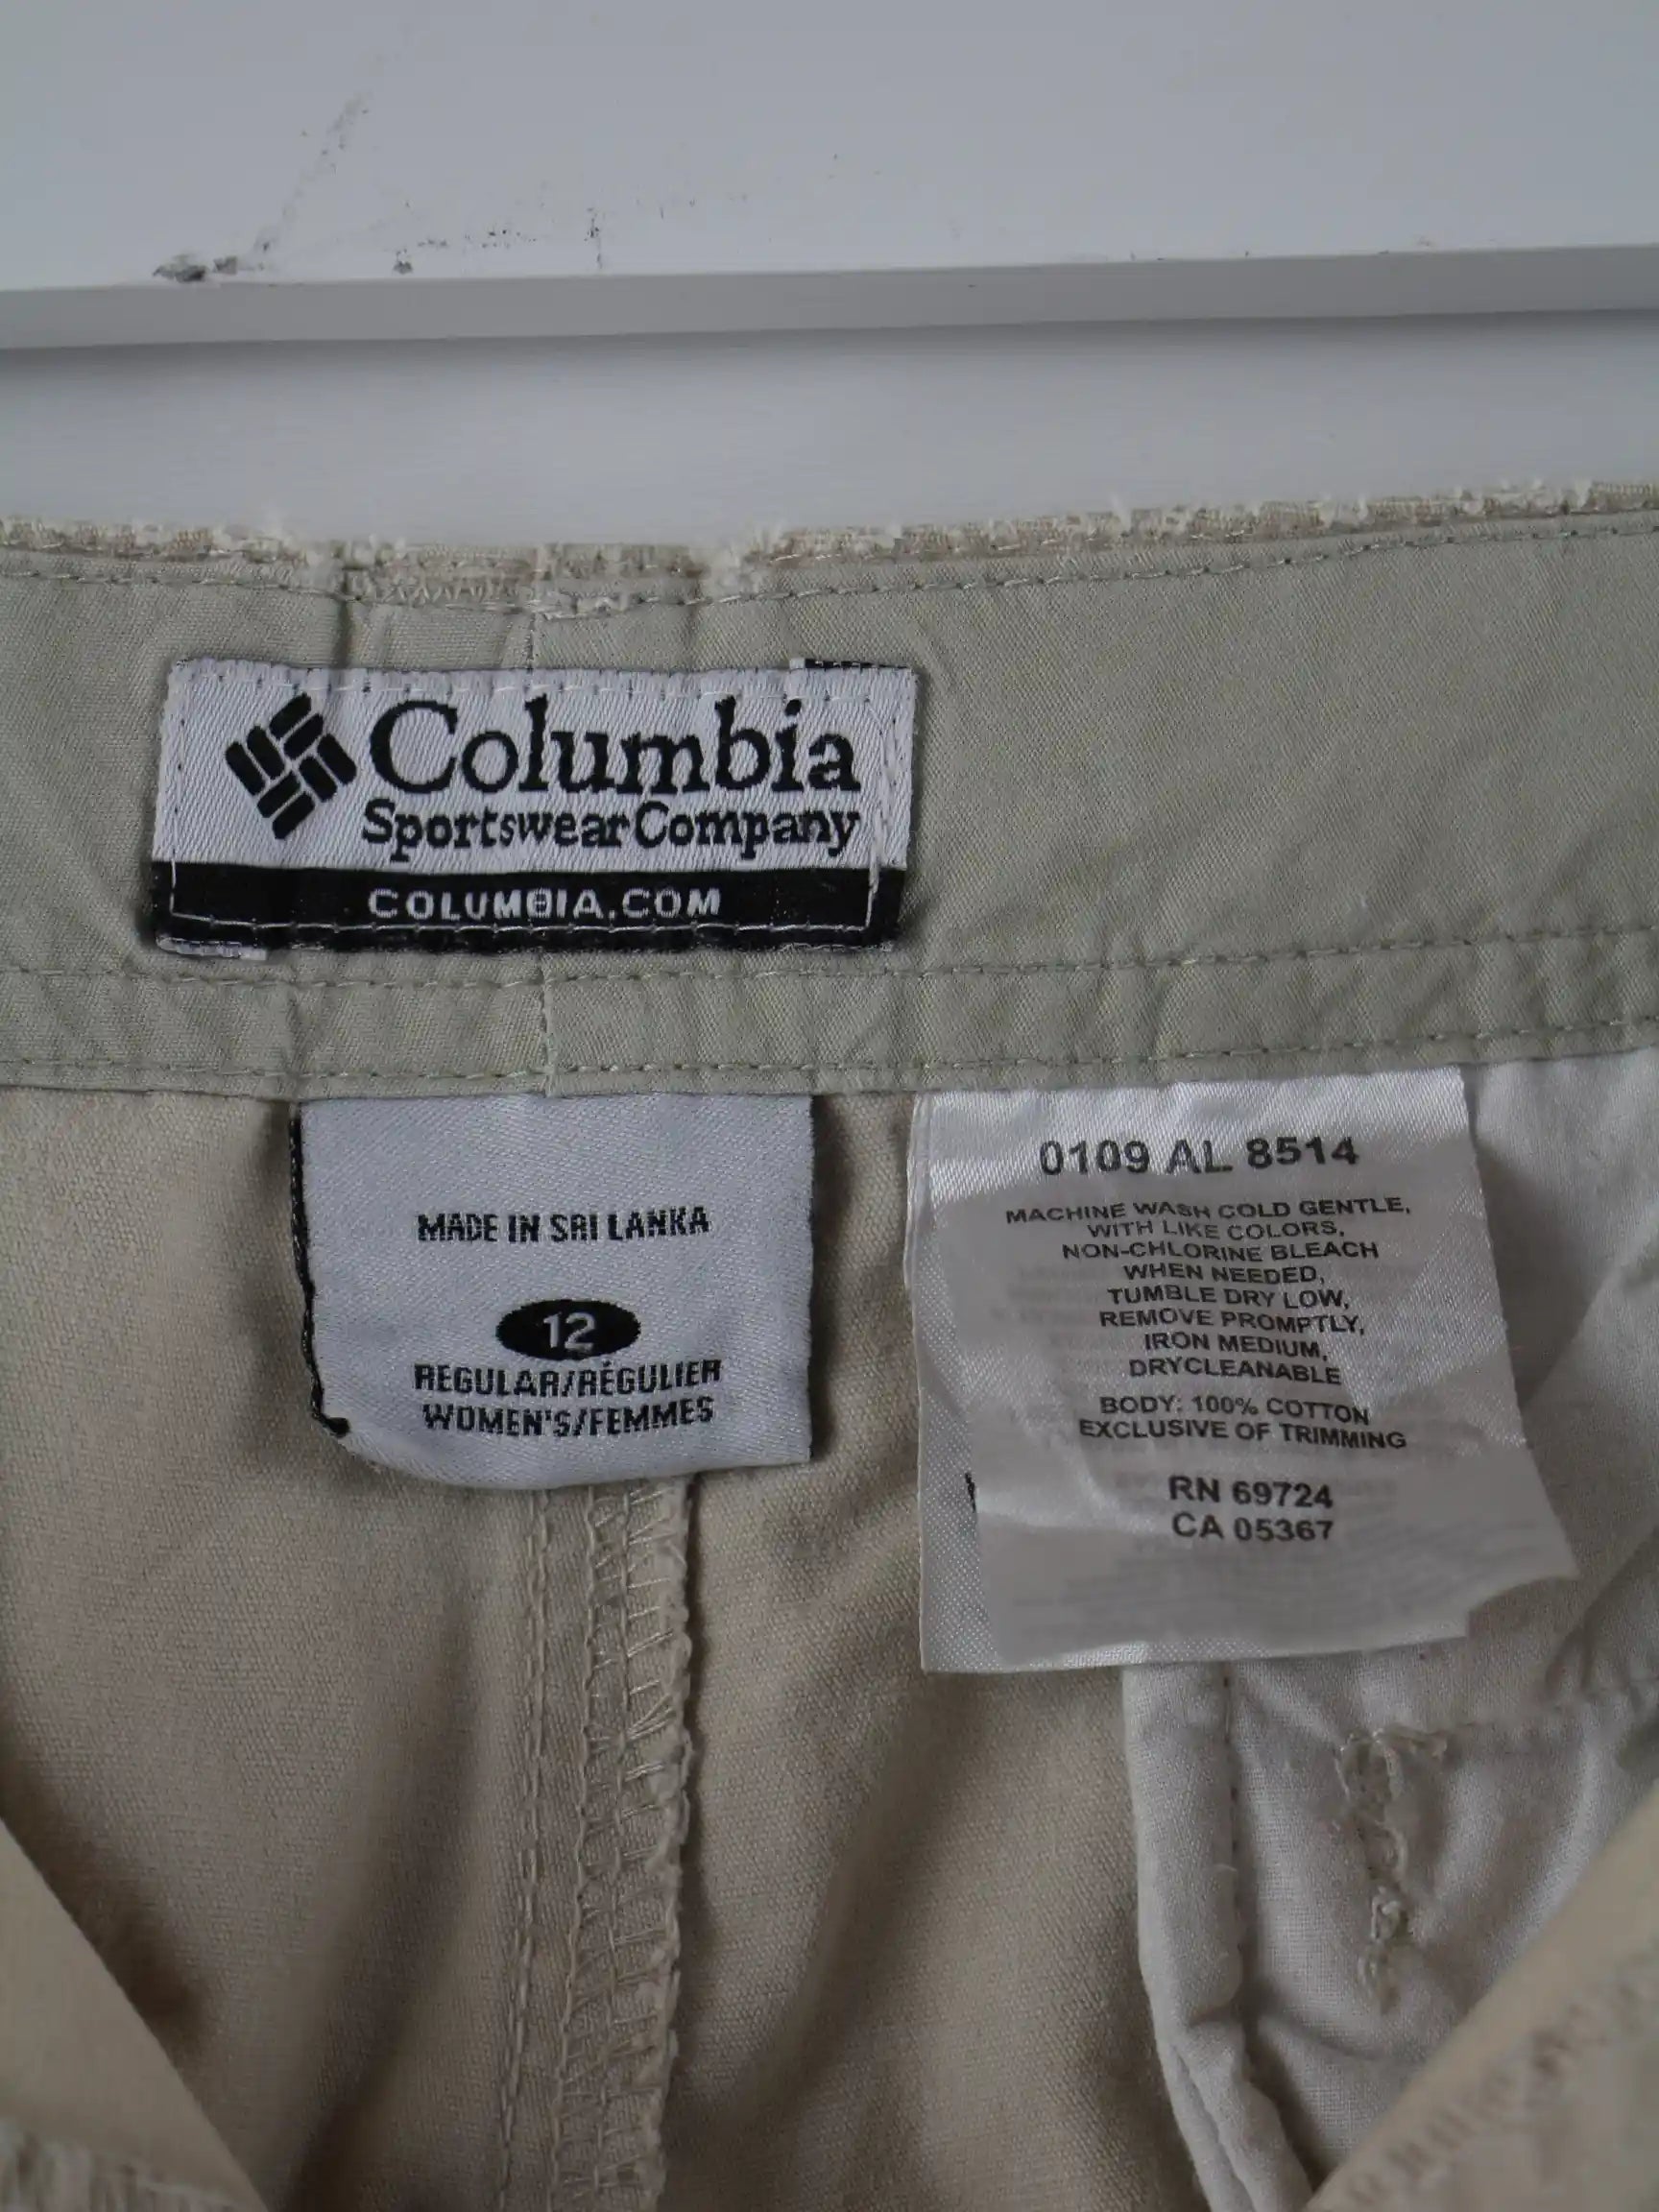 Columbia
Sportswear Company
COLUMBIA.COM
MADE IN SRI LANKA
12
REGULAR/RÉGULIER
WOMEN'S/FEMMES
0109 AL 8514
MACHINE WASH COLD GENTLE,
WITH LIKE COLORS,
NON-CHLORINE BLEACH
WHEN NEEDED,
TUMBLE DRY LOW,
REMOVE PROMPTLY,
IRON MEDIUM,
DRYCLEANABLE
BODY: 100% COTTON
EXCLUSIVE OF TRIMMING
RN 69724
CA 05367